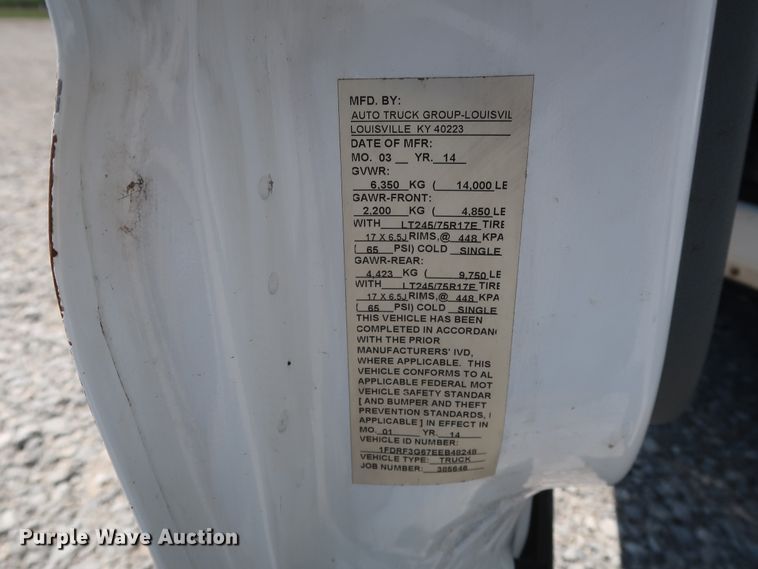 MFD. BY:
AUTO TRUCK GROUP-LOUISVIL
LOUISVILLE KY 40223
DATE OF MFR:
MO. 03 YR. 14
GVWR:
6,350 KG ( 14,000 LE
GAWR-FRONT:
2,200 KG ( 4,850 LE
WITH LT245/75R17E TIRE
17 X 6.5J RIMS,@ 448 KPA
( 65 PSI) COLD SINGLE
GAWR-REAR:
4,423 KG ( 9,750 LE
WITH LT245/75R17E TIRE
17 X 6.5J RIMS,@ 448 KPA
( 65 PSI) COLD SINGLE
THIS VEHICLE HAS BEEN
COMPLETED IN ACCORDAN
WITH THE PRIOR
MANUFACTURERS' IVD,
WHERE APPLICABLE. THIS
VEHICLE CONFORMS TO AL
APPLICABLE FEDERAL MOT
VEHICLE SAFETY STANDAR
[ AND BUMPER AND THEFT
PREVENTION STANDARDS, I
APPLICABLE ] IN EFFECT IN
MO. 01 YR. 14
VEHICLE ID NUMBER:
1FDRF3G67EEB48248
VEHICLE TYPE: TRUCK
JOB NUMBER: 385648
Purple Wave Auction